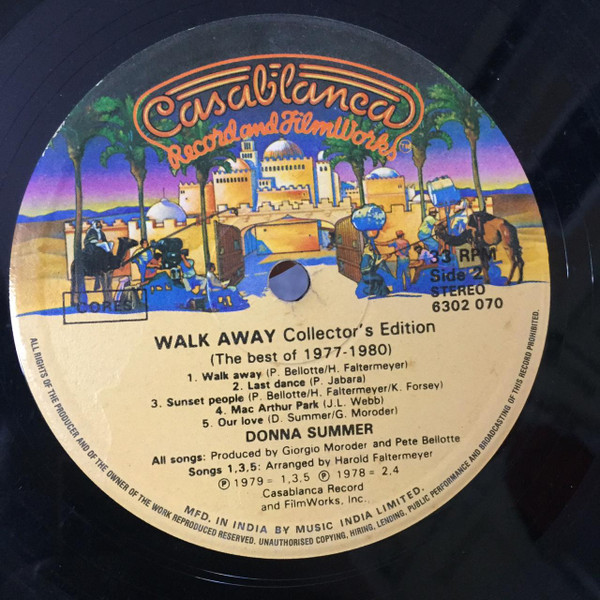 Casablanca
Record and FilmWorks
TM
33 RPM
Side 2
STEREO
6302 070
WALK AWAY Collector's Edition
(The best of 1977-1980)
1. Walk away (P. Bellotte/H. Faltermeyer)
2. Last dance (P. Jabara)
3. Sunset people (P. Bellotte/H. Faltermeyer/K. Forsey)
4. Mac Arthur Park (J.L. Webb)
5. Our love (D. Summer/G. Moroder)
DONNA SUMMER
All songs: Produced by Giorgio Moroder and Pete Bellotte
Songs 1,3,5: Arranged by Harold Faltermeyer
Ⓟ 1979 = 1,3,5 Ⓟ 1978 = 2,4
Casablanca Record
and FilmWorks, Inc.
MFD. IN INDIA BY MUSIC INDIA LIMITED.
ALL RIGHTS OF THE PRODUCER AND OF THE OWNER OF THE WORK REPRODUCED RESERVED. UNAUTHORISED COPYING, HIRING, LENDING, PUBLIC PERFORMANCE AND BROADCASTING OF THIS RECORD PROHIBITED.